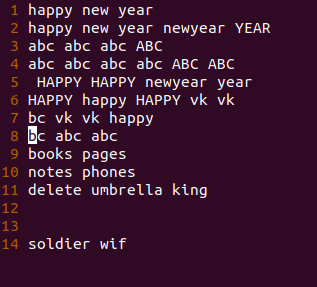 1 happy new year
2 happy new year newyear YEAR
3 abc abc abc ABC
4 abc abc abc abc ABC ABC
5  HAPPY HAPPY newyear year
6 HAPPY happy HAPPY vk vk
7 bc vk vk happy
8 bc abc abc
9 books pages
10 notes phones
11 delete umbrella king
12
13
14 soldier wif